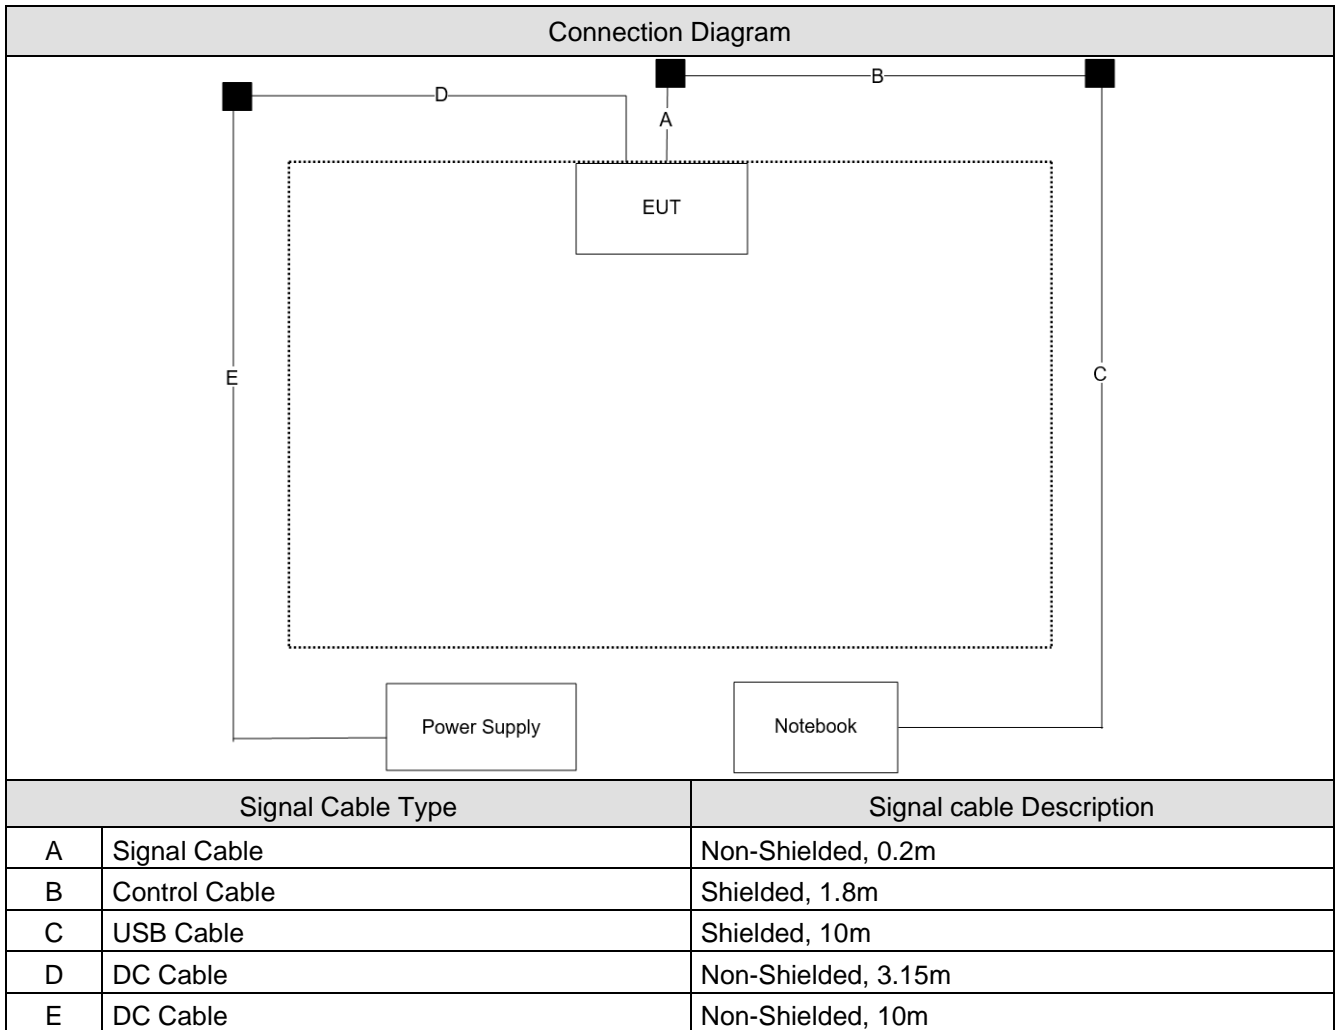 Connection Diagram
B
D
A
EUT
E
C
Power Supply
Notebook
Signal Cable Type Signal cable Description
A Signal Cable Non-Shielded, 0.2m
B Control Cable Shielded, 1.8m
C USB Cable Shielded, 10m
D DC Cable Non-Shielded, 3.15m
E DC Cable Non-Shielded, 10m